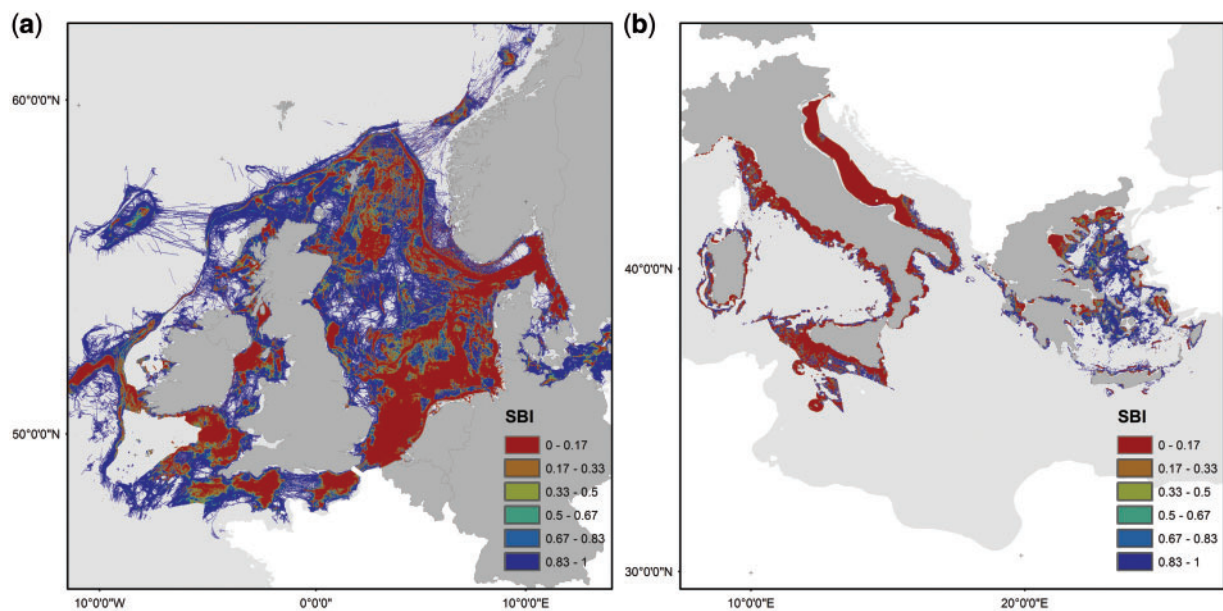 (a)
60°0'0"N
50°0'0"N
10°0'0"W
0°0'0"
10°0'0"E
SBI
0 - 0.17
0.17 - 0.33
0.33 - 0.5
0.5 - 0.67
0.67 - 0.83
0.83 - 1
(b)
40°0'0"N
30°0'0"N
10°0'0"E
20°0'0"E
SBI
0 - 0.17
0.17 - 0.33
0.33 - 0.5
0.5 - 0.67
0.67 - 0.83
0.83 - 1